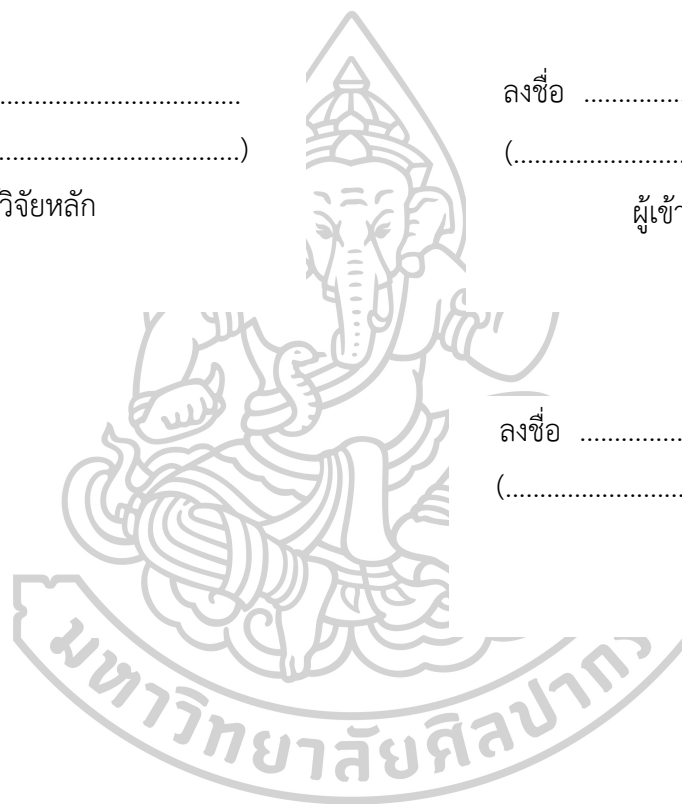 ................................... ลงชื่อ ...............
...................................) (.........................
วิจัยหลัก ผู้เข้า
ลงชื่อ ...............
(..........................
มหาวิทยาลัยศิลปากร